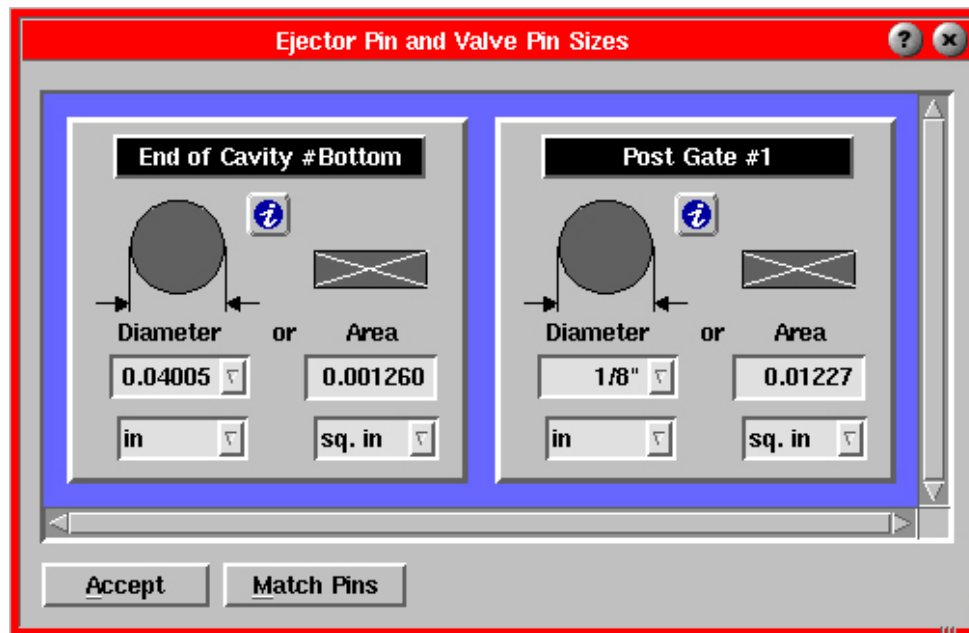 Ejector Pin and Valve Pin Sizes ? x
End of Cavity #Bottom
i
Diameter or Area
0.04005 0.001260
in sq. in
Post Gate #1
i
Diameter or Area
1/8" 0.01227
in sq. in
Accept Match Pins